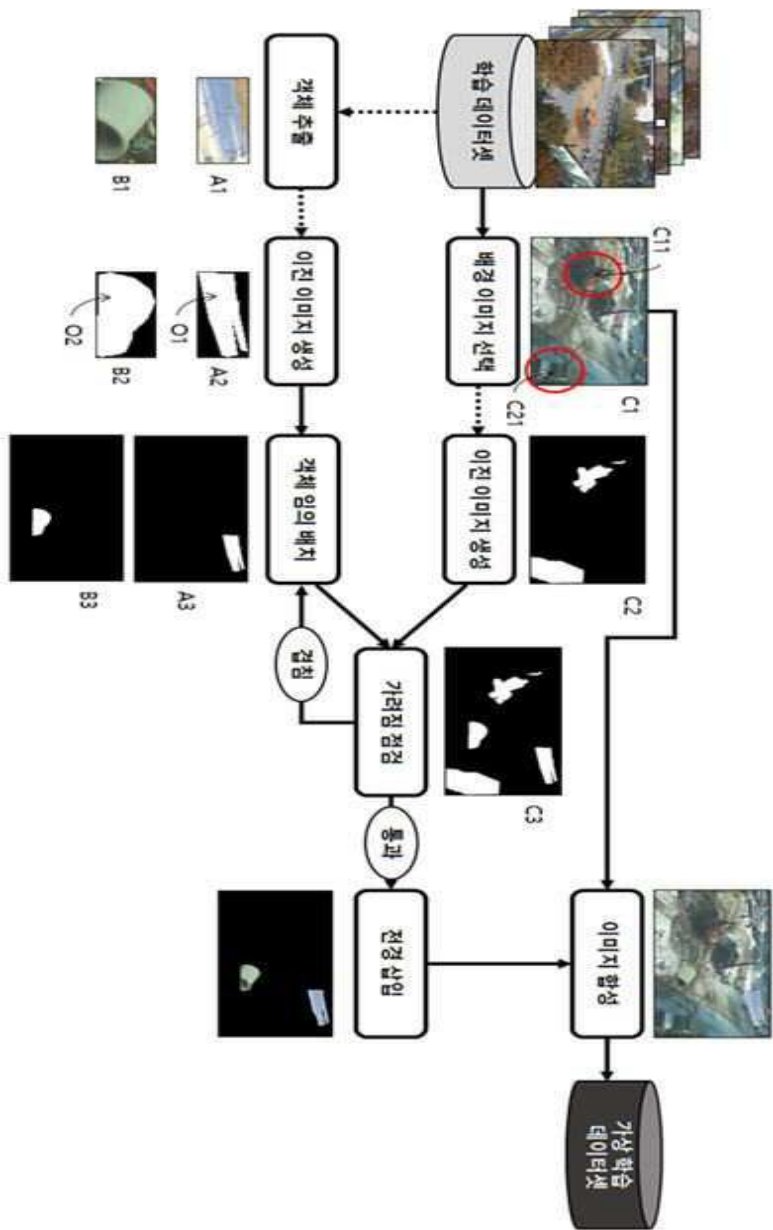 학습 데이터셋
C11
C1
C21
배경 이미지 선택
이진 이미지 생성
C2
C3
이미지 합성
가상 학습
데이터셋
가려짐 점검
겹침
통과
전경 삽입
객체 추출
A1
B1
이진 이미지 생성
O1
A2
O2
B2
객체 임의 배치
A3
B3